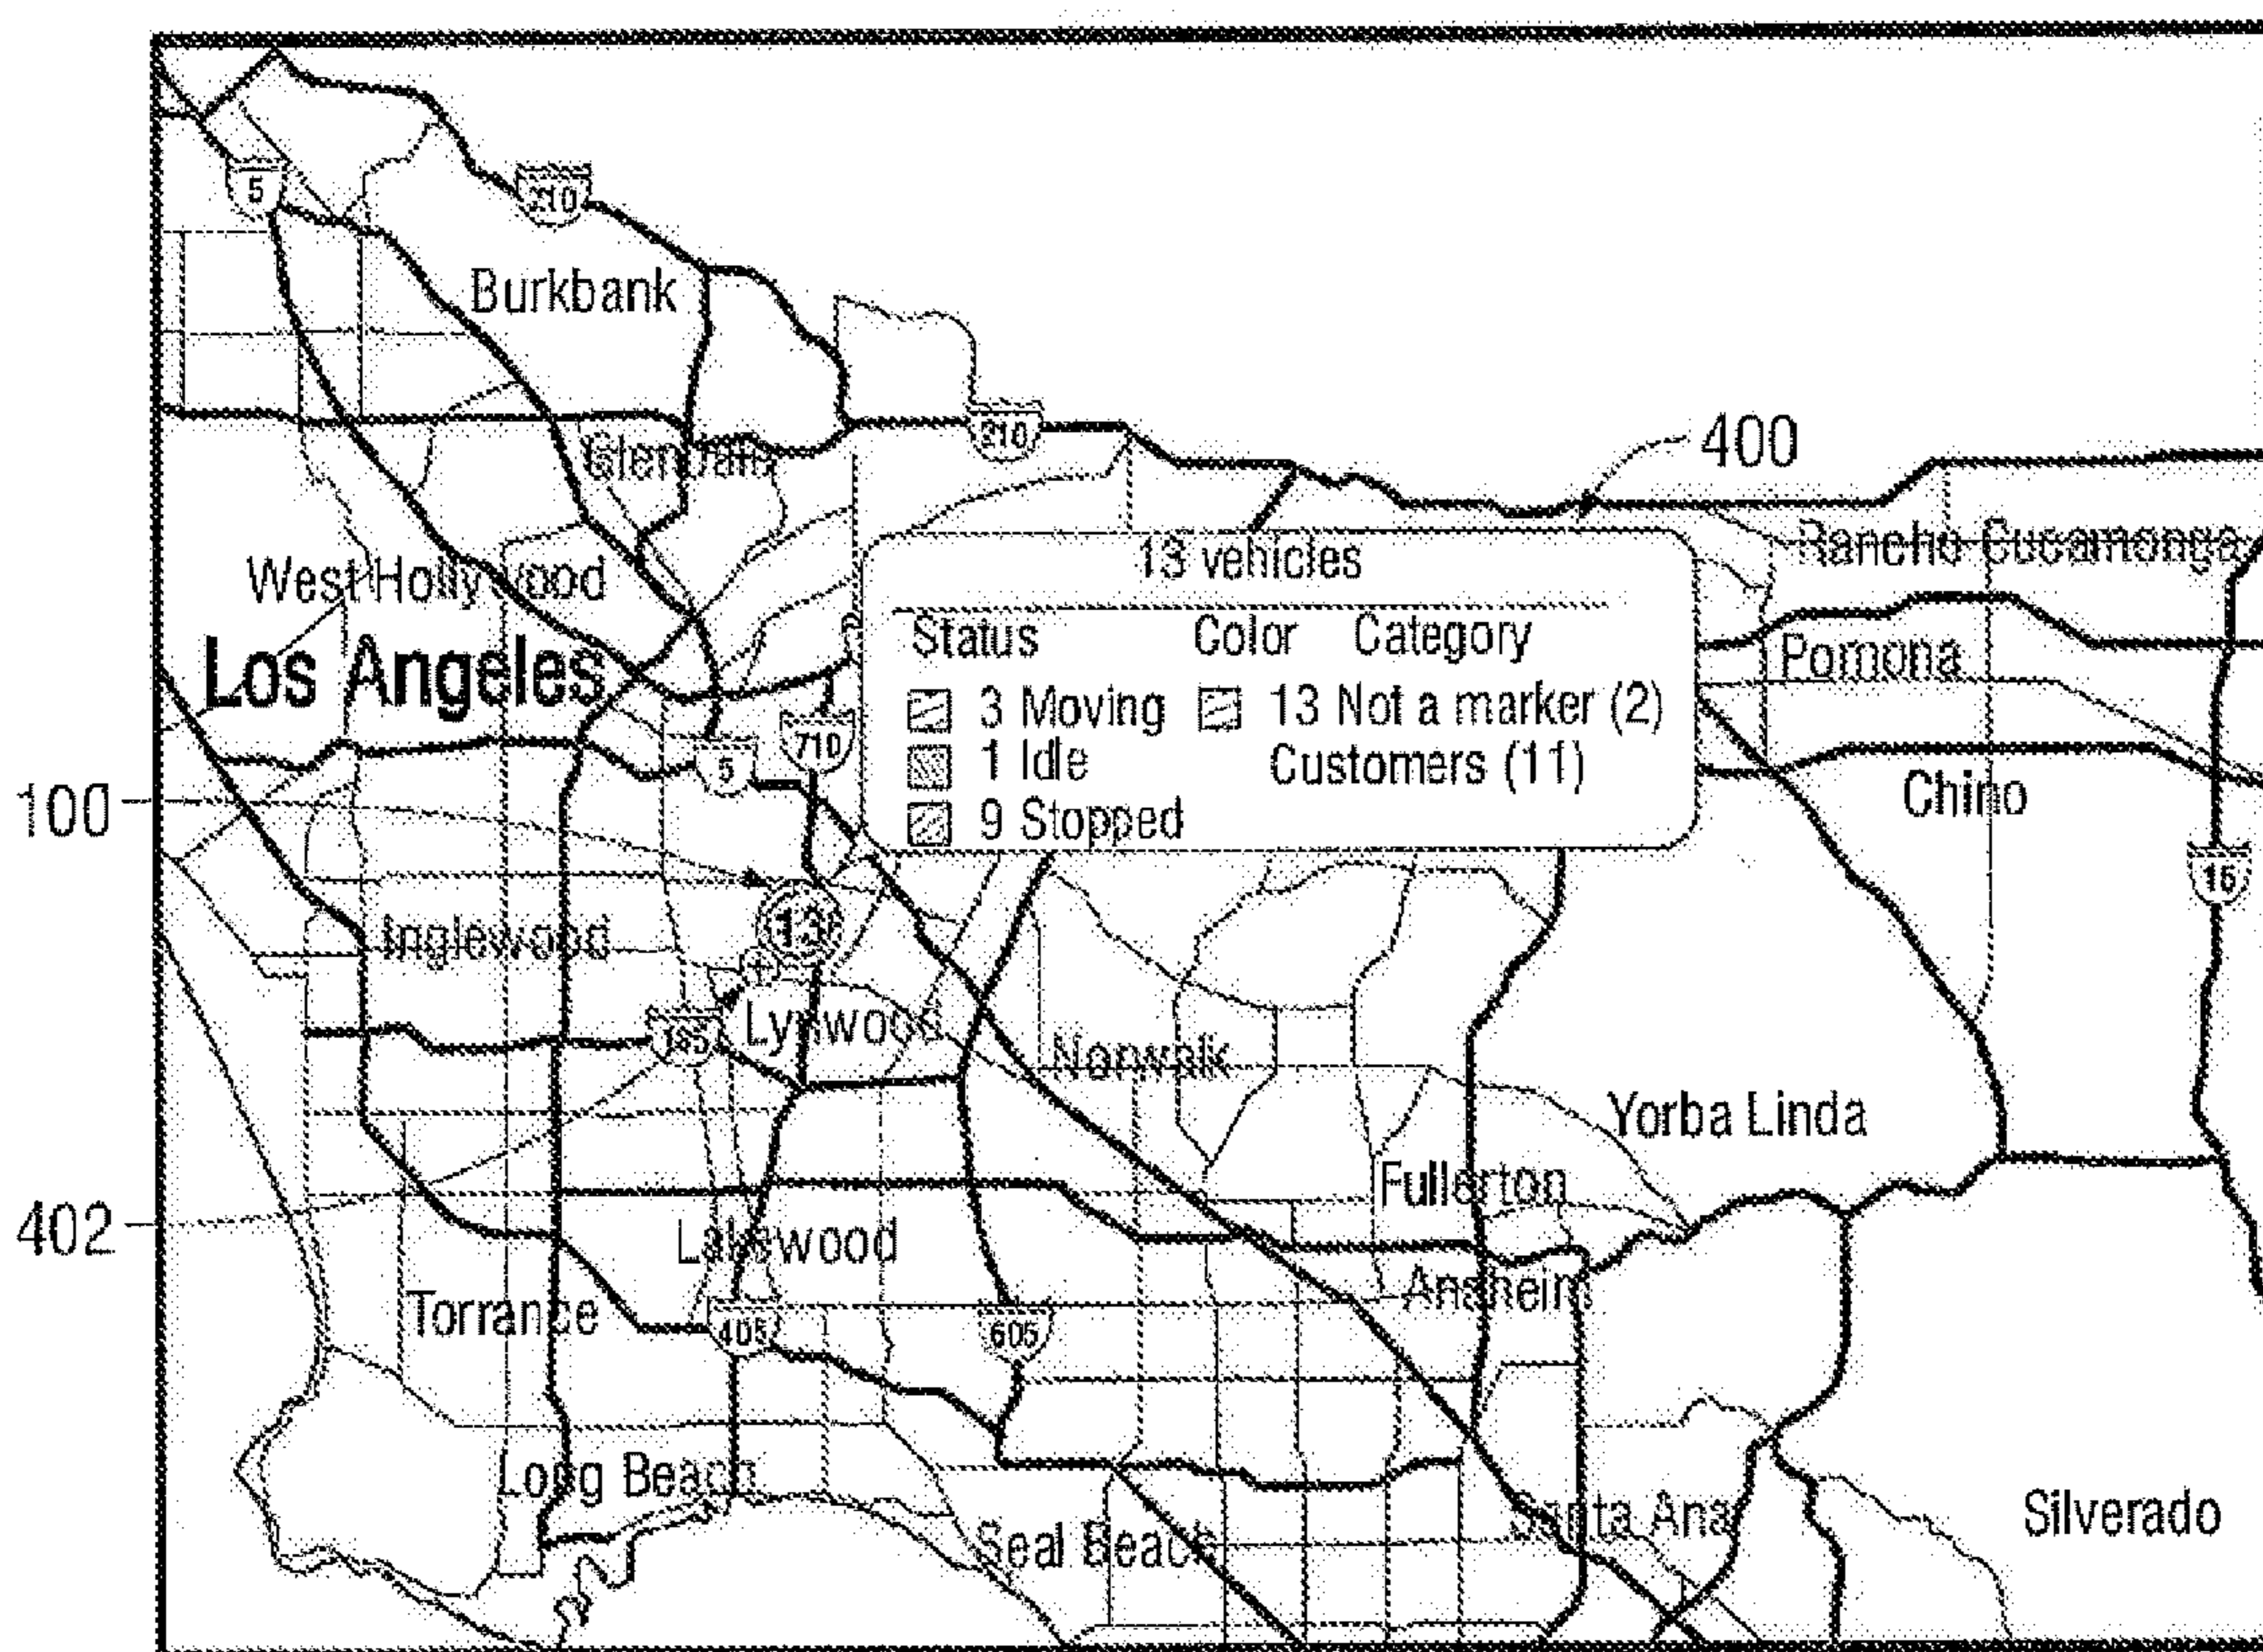 5
210
Burkbank
210
400
Glendale
West Hollywood
Rancho Cucamonga
13 vehicles
Los Angeles
Status Color Category
Pomona
3 Moving 13 Not a marker (2)
710
5
1 Idle Customers (11)
Chino
100
9 Stopped
15
13
Inglewood
+
Lynwood
105
Norwalk
Yorba Linda
Fullerton
402
Lakewood
Anaheim
Torrance
405
605
Long Beach
Santa Ana
Silverado
Seal Beach